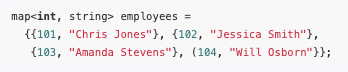 map<int, string> employees =
{{101, "Chris Jones"}, {102, "Jessica Smith"},
{103, "Amanda Stevens"}, (104, "Will Osborn"}};